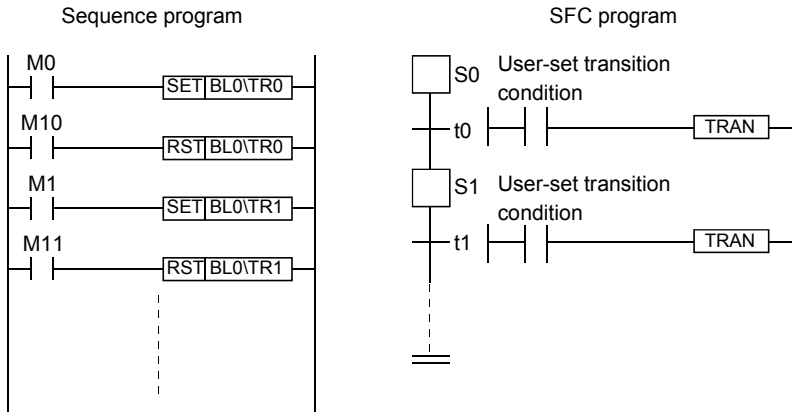 Sequence program
M0
SET BL0\TR0
M10
RST BL0\TR0
M1
SET BL0\TR1
M11
RST BL0\TR1
SFC program
S0 User-set transition
condition
t0 TRAN
S1 User-set transition
condition
t1 TRAN